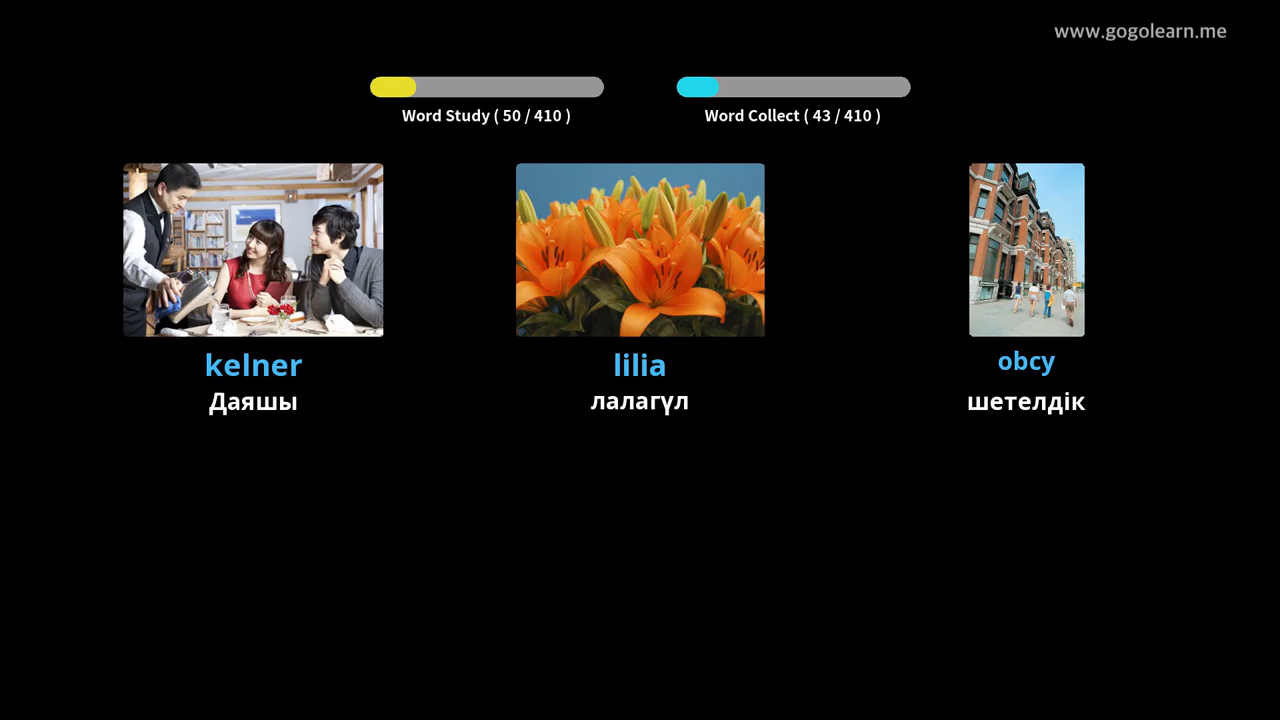 www.gogolearn.me
Word Study ( 50 / 410 )
Word Collect ( 43 / 410 )
kelner
Даяшы
lilia
лалагүл
obcy
шетелдік